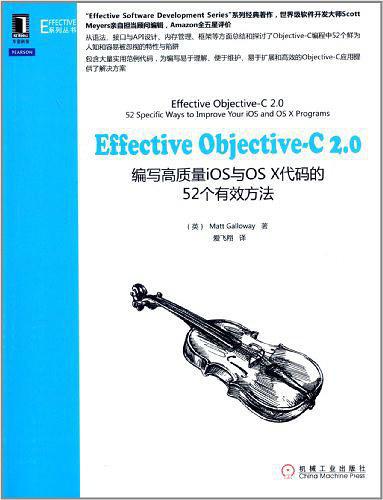 华章科技
PEARSON
EFFECTIVE
系列丛书
"Effective Software Development Series"系列经典著作,世界级软件开发大师Scott
Meyers亲自担当顾问编辑,Amazon全五星评价
从语法、接口与API设计、内存管理、框架等方面总结和探讨了Objective-C编程中52个鲜为
人知和容易被忽视的特性与陷阱
包含大量实用范例代码,为编写易于理解、便于维护、易于扩展和高效的Objective-C应用提
供了解决方案
Effective Objective-C 2.0
52 Specific Ways to Improve Your iOS and OS X Programs
Effective Objective-C 2.0
编写高质量iOS与OS X代码的
52个有效方法
(英) Matt Galloway 著
爱飞翔 译
机械工业出版社
China Machine Press